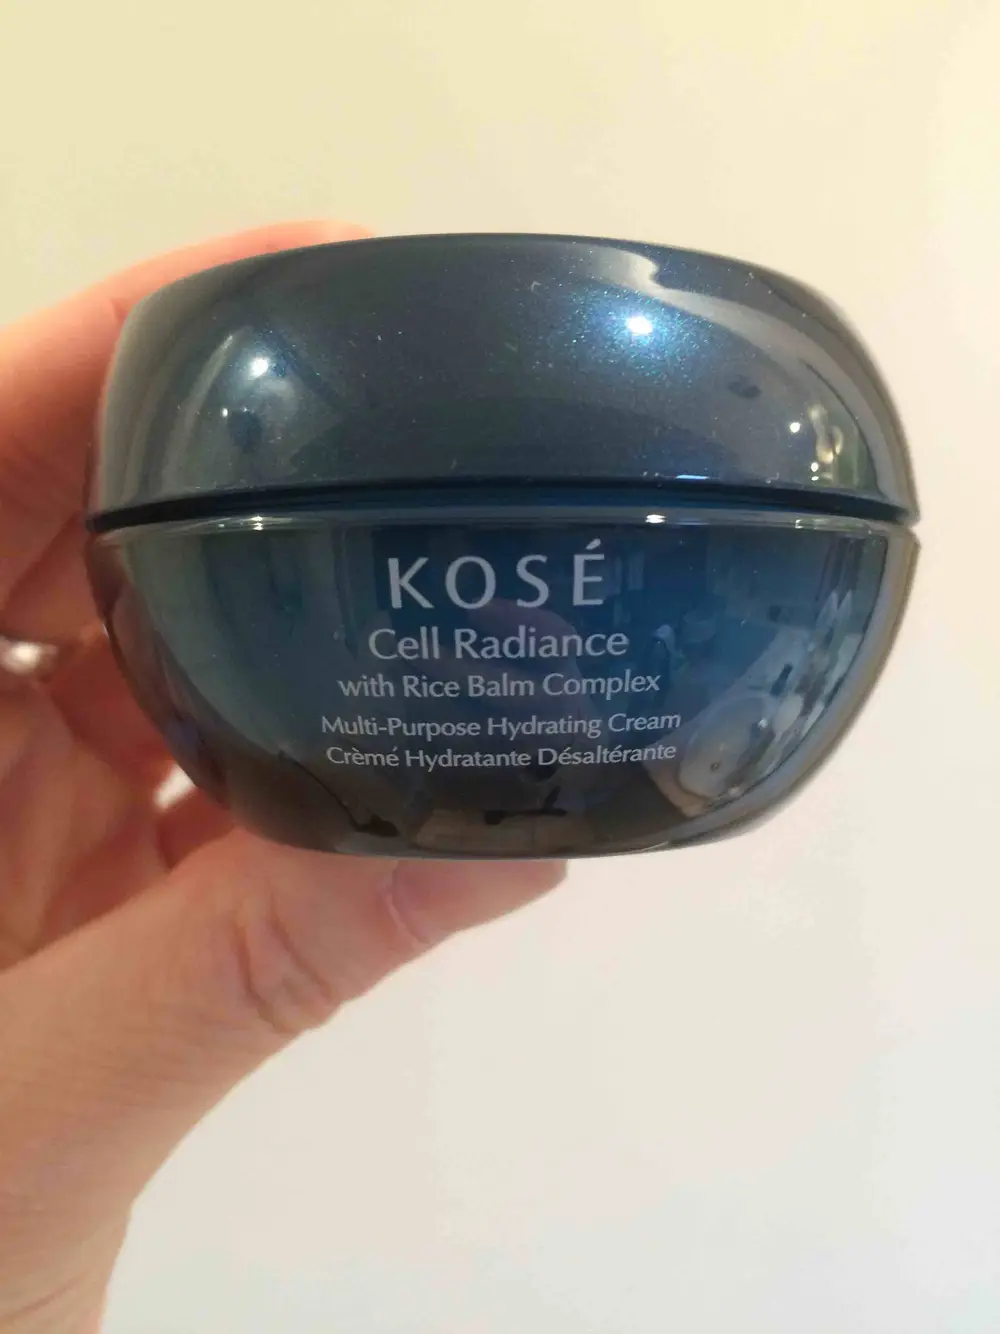 KOSÉ
Cell Radiance
with Rice Balm Complex
Multi-Purpose Hydrating Cream
Crèmé Hydratante Désaltérante